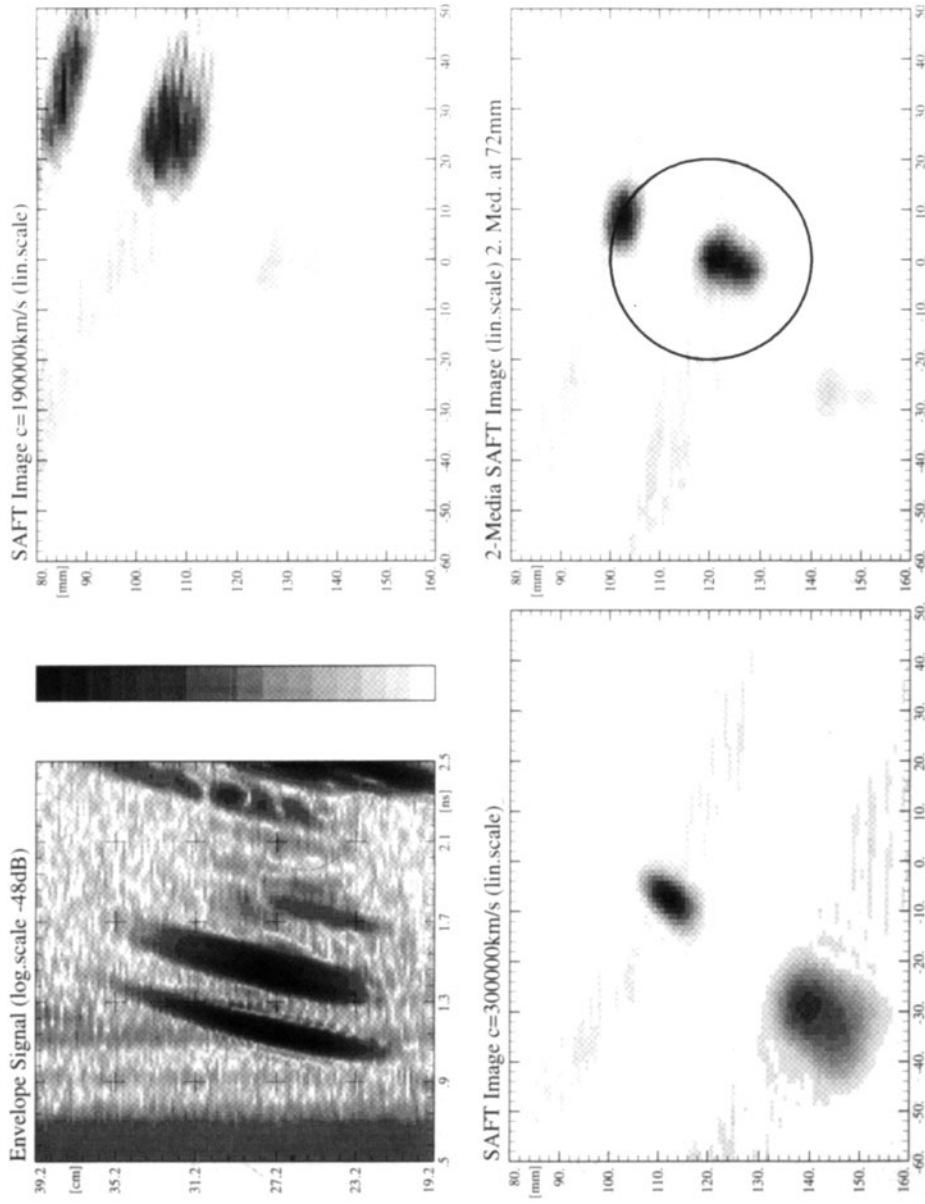 Envelope Signal (log.scale -48dB)
39.2
[cm]
35.2
31.2
27.2
23.2
19.2
.5 .9 1.3 1.7 2.1 [ns] 2.5
SAFT Image c=190000km/s (lin.scale)
80.
[mm]
90.
100.
110.
120.
130.
140.
150.
160.
-60. -50. -40. -30. -20. -10. 0. 10. 20. 30. 40. 50.
SAFT Image c=300000km/s (lin.scale)
80.
[mm]
90.
100.
110.
120.
130.
140.
150.
160.
-60. -50. -40. -30. -20. -10. 0. 10. 20. 30. 40. 50.
2-Media SAFT Image (lin.scale) 2. Med. at 72mm
80.
[mm]
90.
100.
110.
120.
130.
140.
150.
160.
-60. -50. -40. -30. -20. -10. 0. 10. 20. 30. 40. 50.